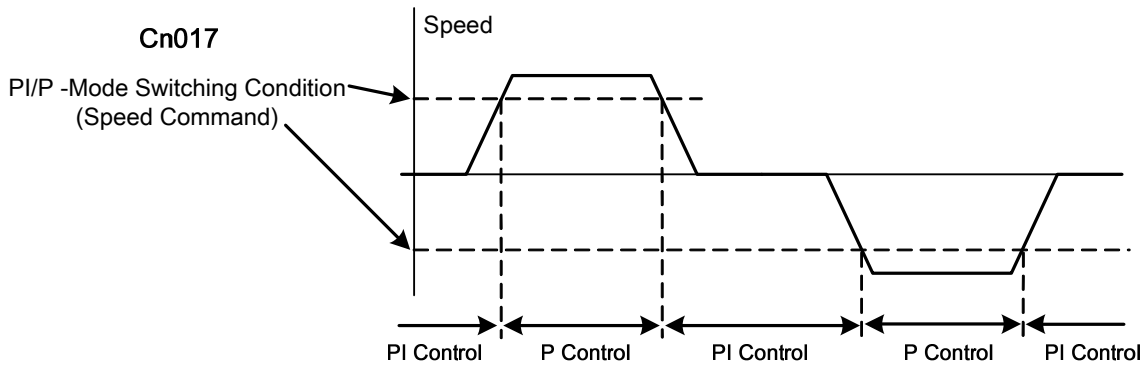 Speed
Cn017
PI/P -Mode Switching Condition
(Speed Command)
PI Control
P Control
PI Control
P Control
PI Control